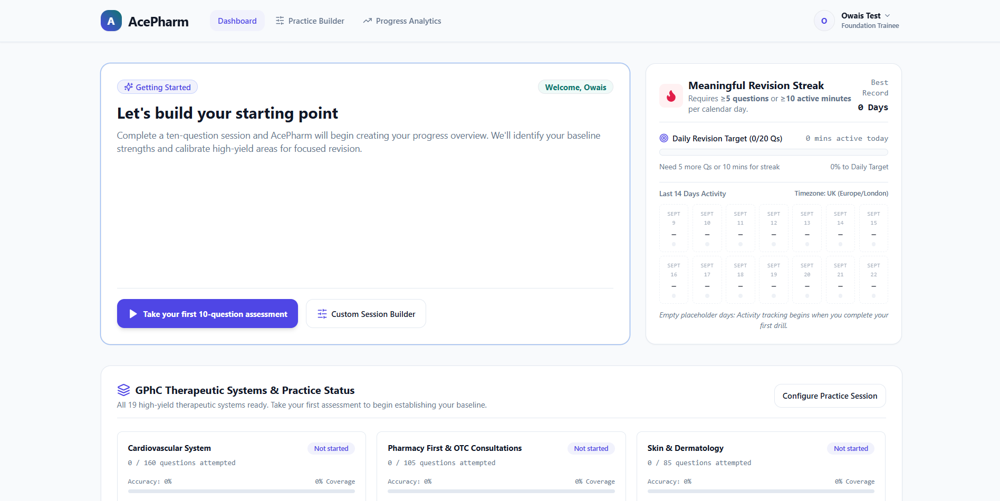 A AcePharm
Dashboard
Practice Builder
Progress Analytics
O
Owais Test
Foundation Trainee
Getting Started
Welcome, Owais
Let's build your starting point
Complete a ten-question session and AcePharm will begin creating your progress overview. We'll identify your baseline
strengths and calibrate high-yield areas for focused revision.
Take your first 10-question assessment
Custom Session Builder
Meaningful Revision Streak
Requires ≥5 questions or ≥10 active minutes
per calendar day.
Best
Record
0 Days
Daily Revision Target (0/20 Qs)
0 mins active today
Need 5 more Qs or 10 mins for streak
0% to Daily Target
Last 14 Days Activity
Timezone: UK (Europe/London)
SEPT SEPT SEPT SEPT SEPT SEPT SEPT
9 10 11 12 13 14 15
– – – – – – –
SEPT SEPT SEPT SEPT SEPT SEPT SEPT
16 17 18 19 20 21 22
– – – – – – –
Empty placeholder days: Activity tracking begins when you complete your
first drill.
GPhC Therapeutic Systems & Practice Status
All 19 high-yield therapeutic systems ready. Take your first assessment to begin establishing your baseline.
Configure Practice Session
Cardiovascular System
Not started
0 / 160 questions attempted
Accuracy: 0%
0% Coverage
Pharmacy First & OTC Consultations
Not started
0 / 105 questions attempted
Accuracy: 0%
0% Coverage
Skin & Dermatology
Not started
0 / 85 questions attempted
Accuracy: 0%
0% Coverage